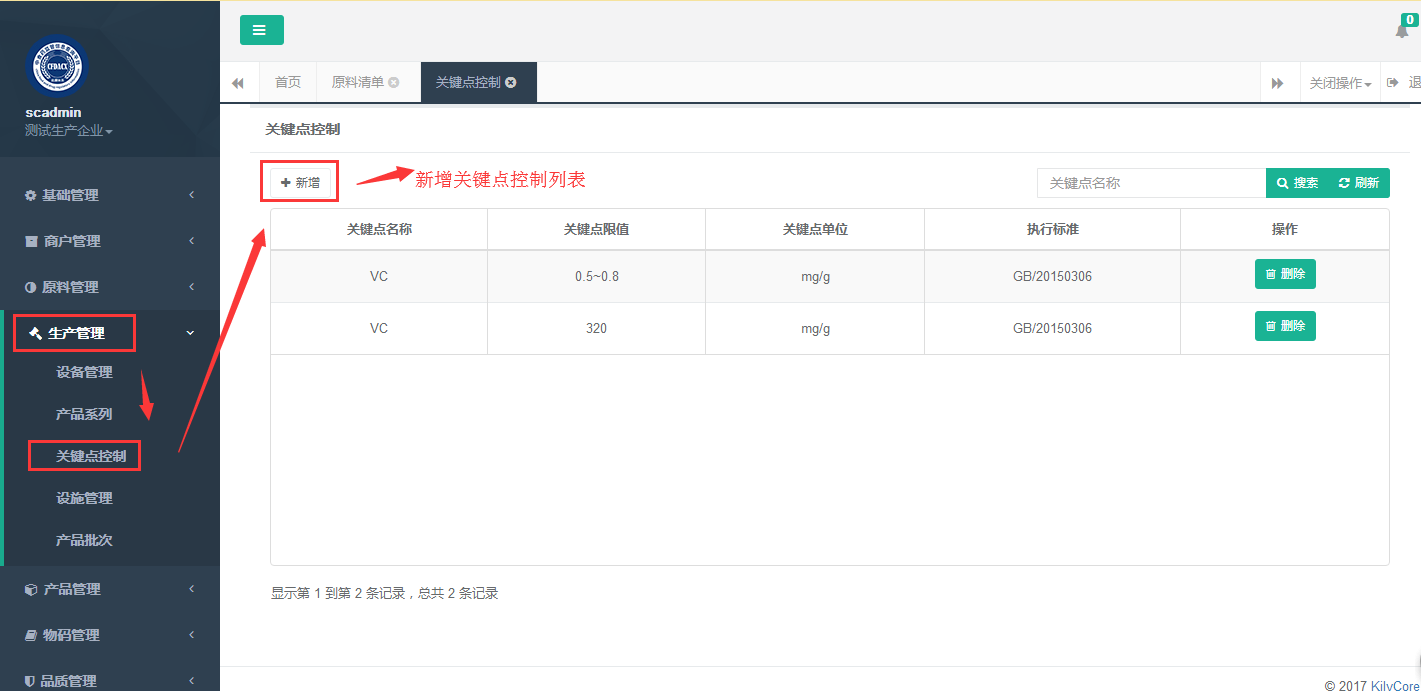 0
CFDACX
scadmin
测试生产企业
首页
原料清单
关键点控制
关闭操作
退
关键点控制
新增
新增关键点控制列表
关键点名称
搜索
刷新
关键点名称 关键点限值 关键点单位 执行标准 操作
VC 0.5~0.8 mg/g GB/20150306 删除
VC 320 mg/g GB/20150306 删除
显示第 1 到第 2 条记录，总共 2 条记录
基础管理
商户管理
原料管理
生产管理
设备管理
产品系列
关键点控制
设施管理
产品批次
产品管理
物码管理
品质管理
© 2017 KilvCore